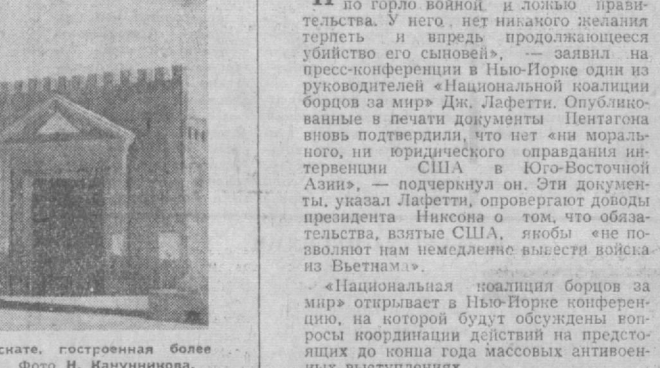 скате, построенная более
Фото Н. Канунникова.
по горло войной и ложью прави-
тельства. У него нет никакого желания
терпеть и впредь продолжающееся
убийство его сыновей», — заявил на
пресс-конференции в Нью-Йорке один из
руководителей «Национальной коалиции
борцов за мир» Дж. Лафетти. Опублико-
ванные в печати документы Пентагона
вновь подтвердили, что нет «ни мораль-
ного, ни юридического оправдания ин-
тервенции США в Юго-Восточной
Азии», — подчеркнул он. Эти докумен-
ты, указал Лафетти, опровергают доводы
президента Никсона о том, что обяза-
тельства, взятые США, якобы «не по-
зволяют нам немедленно вывести войска
из Вьетнама».
«Национальная коалиция борцов за
мир» открывает в Нью-Йорке конферен-
цию, на которой будут обсуждены воп-
росы координации действий на предсто-
ящих до конца года массовых антивоен-
ных выступлениях.